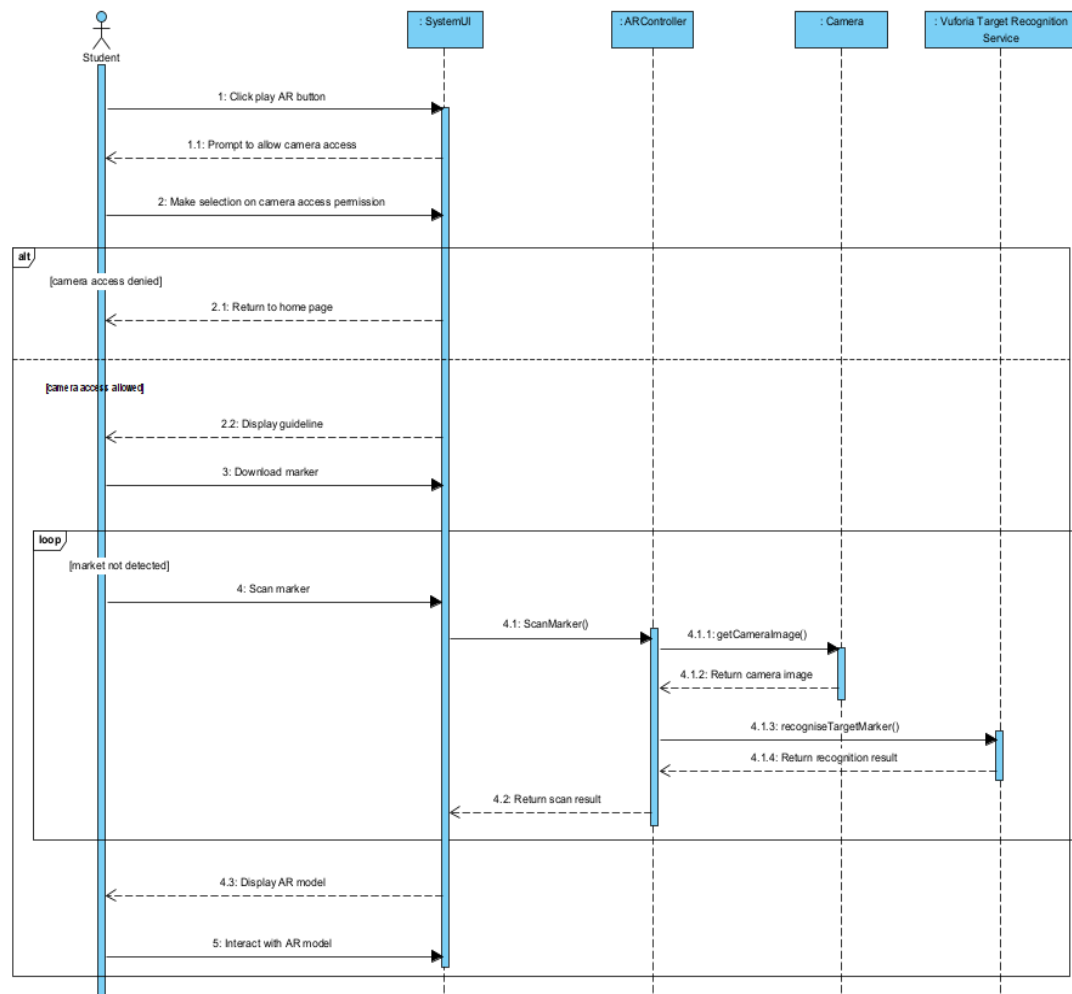 : SystemUI
: ARController
: Camera
: Vuforia Target Recognition
Service
Student
1: Click play AR button
1.1: Prompt to allow camera access
2: Make selection on camera access permission
alt
[camera access denied]
2.1: Return to home page
[camera access allowed]
2.2: Display guideline
3: Download marker
loop
[market not detected]
4: Scan marker
4.1: ScanMarker()
4.1.1: getCameraImage()
4.1.2: Return camera image
4.1.3: recogniseTargetMarker()
4.1.4: Return recognition result
4.2: Return scan result
4.3: Display AR model
5: Interact with AR model